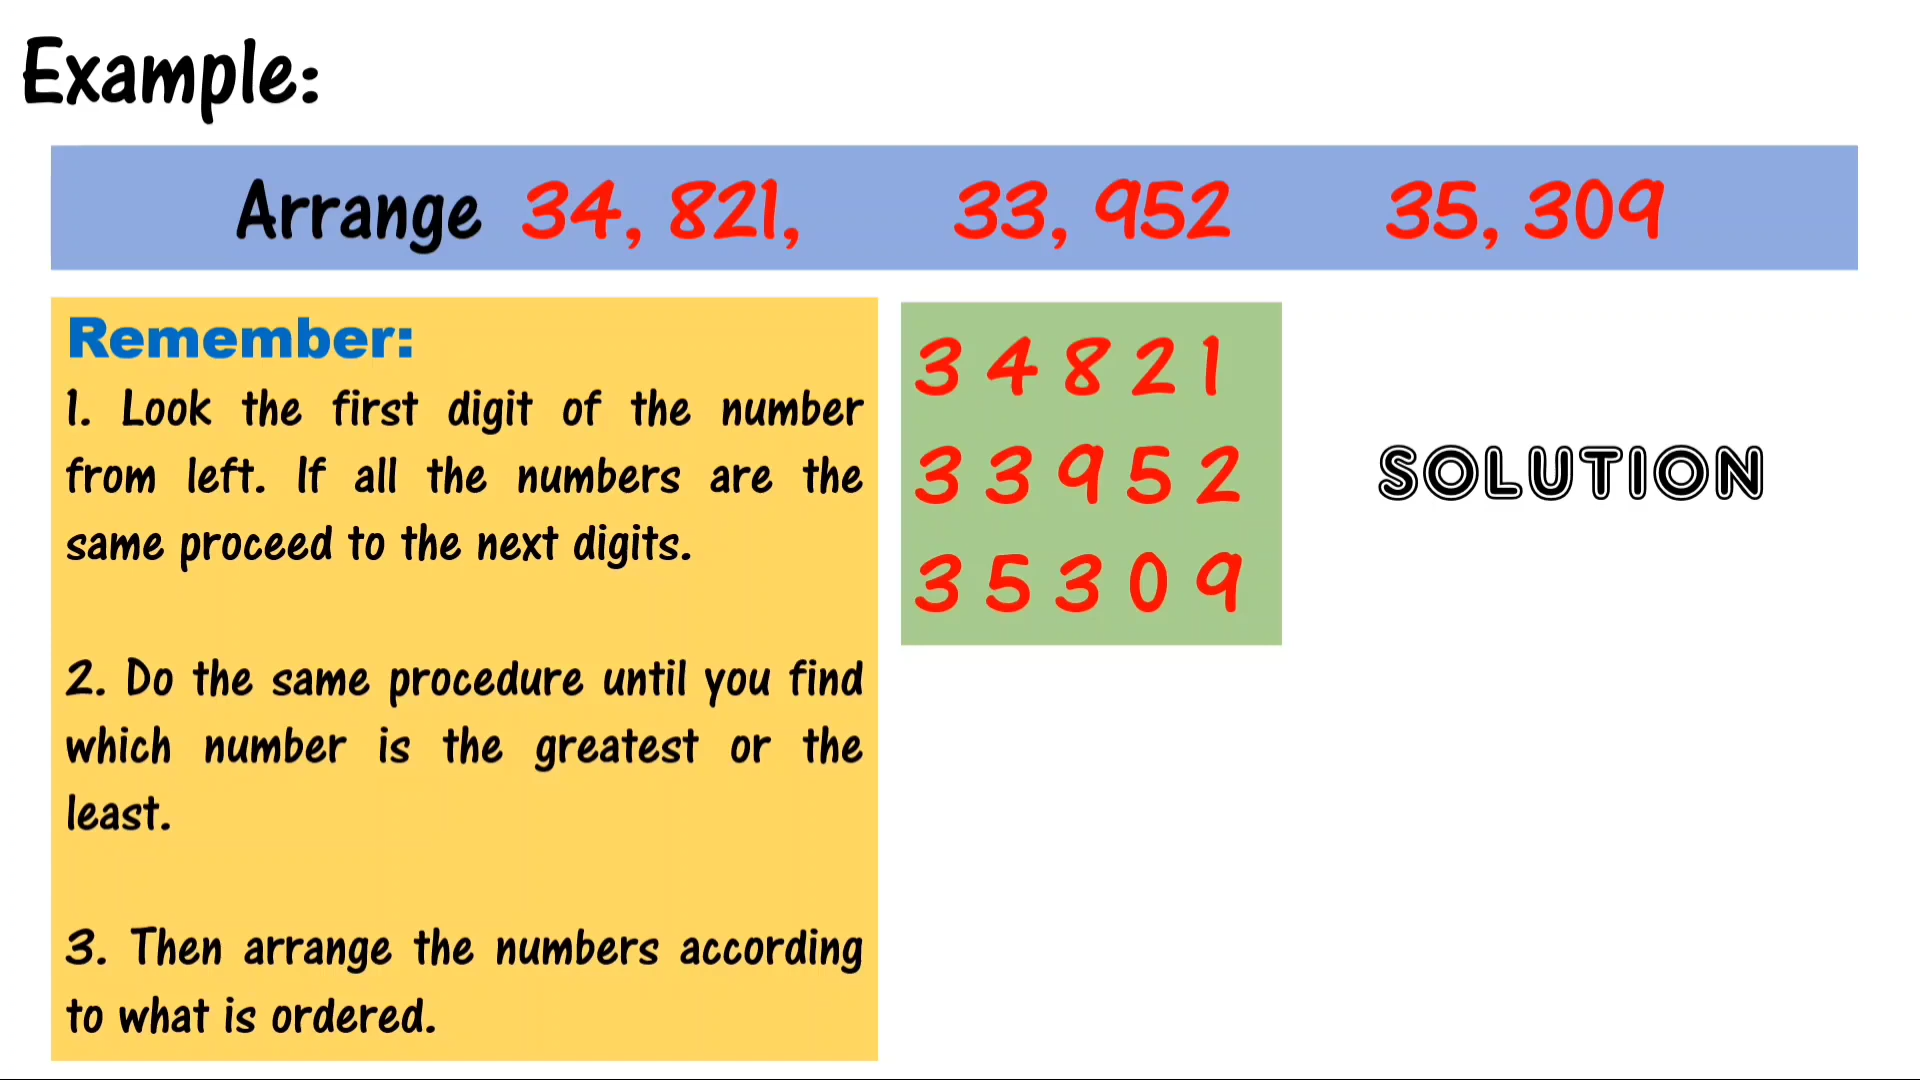 Example:
Arrange 34, 821, 33, 952 35, 309
Remember:
1. Look the first digit of the number
from left. If all the numbers are the
same proceed to the next digits.
2. Do the same procedure until you find
which number is the greatest or the
least.
3. Then arrange the numbers according
to what is ordered.
3 4 8 2 1
3 3 9 5 2
3 5 3 0 9
SOLUTION